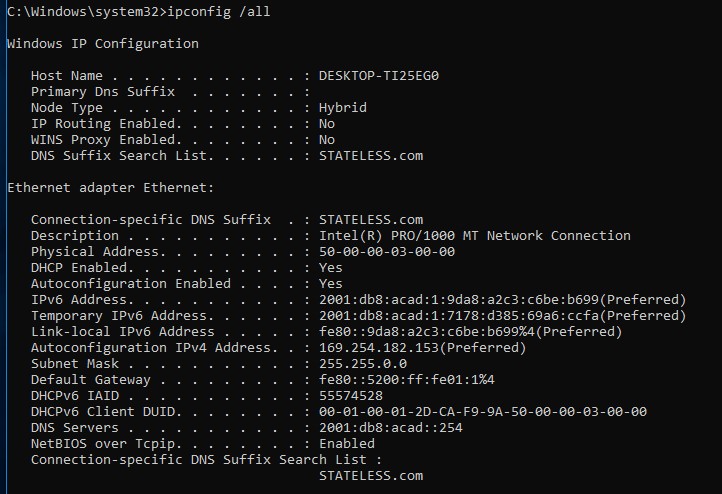 C:\Windows\system32>ipconfig /all
Windows IP Configuration
Host Name . . . . . . . . . . . . : DESKTOP-TI25EG0
Primary Dns Suffix  . . . . . . . :
Node Type . . . . . . . . . . . . : Hybrid
IP Routing Enabled. . . . . . . . : No
WINS Proxy Enabled. . . . . . . . : No
DNS Suffix Search List. . . . . . : STATELESS.com
Ethernet adapter Ethernet:
Connection-specific DNS Suffix  . : STATELESS.com
Description . . . . . . . . . . . : Intel(R) PRO/1000 MT Network Connection
Physical Address. . . . . . . . . : 50-00-00-03-00-00
DHCP Enabled. . . . . . . . . . . : Yes
Autoconfiguration Enabled . . . . : Yes
IPv6 Address. . . . . . . . . . . : 2001:db8:acad:1:9da8:a2c3:c6be:b699(Preferred)
Temporary IPv6 Address. . . . . . : 2001:db8:acad:1:7178:d385:69a6:ccfa(Preferred)
Link-local IPv6 Address . . . . . : fe80::9da8:a2c3:c6be:b699%4(Preferred)
Autoconfiguration IPv4 Address. . : 169.254.182.153(Preferred)
Subnet Mask . . . . . . . . . . . : 255.255.0.0
Default Gateway . . . . . . . . . : fe80::5200:ff:fe01:1%4
DHCPv6 IAID . . . . . . . . . . . : 55574528
DHCPv6 Client DUID. . . . . . . . : 00-01-00-01-2D-CA-F9-9A-50-00-00-03-00-00
DNS Servers . . . . . . . . . . . : 2001:db8:acad::254
NetBIOS over Tcpip. . . . . . . . : Enabled
Connection-specific DNS Suffix Search List :
STATELESS.com